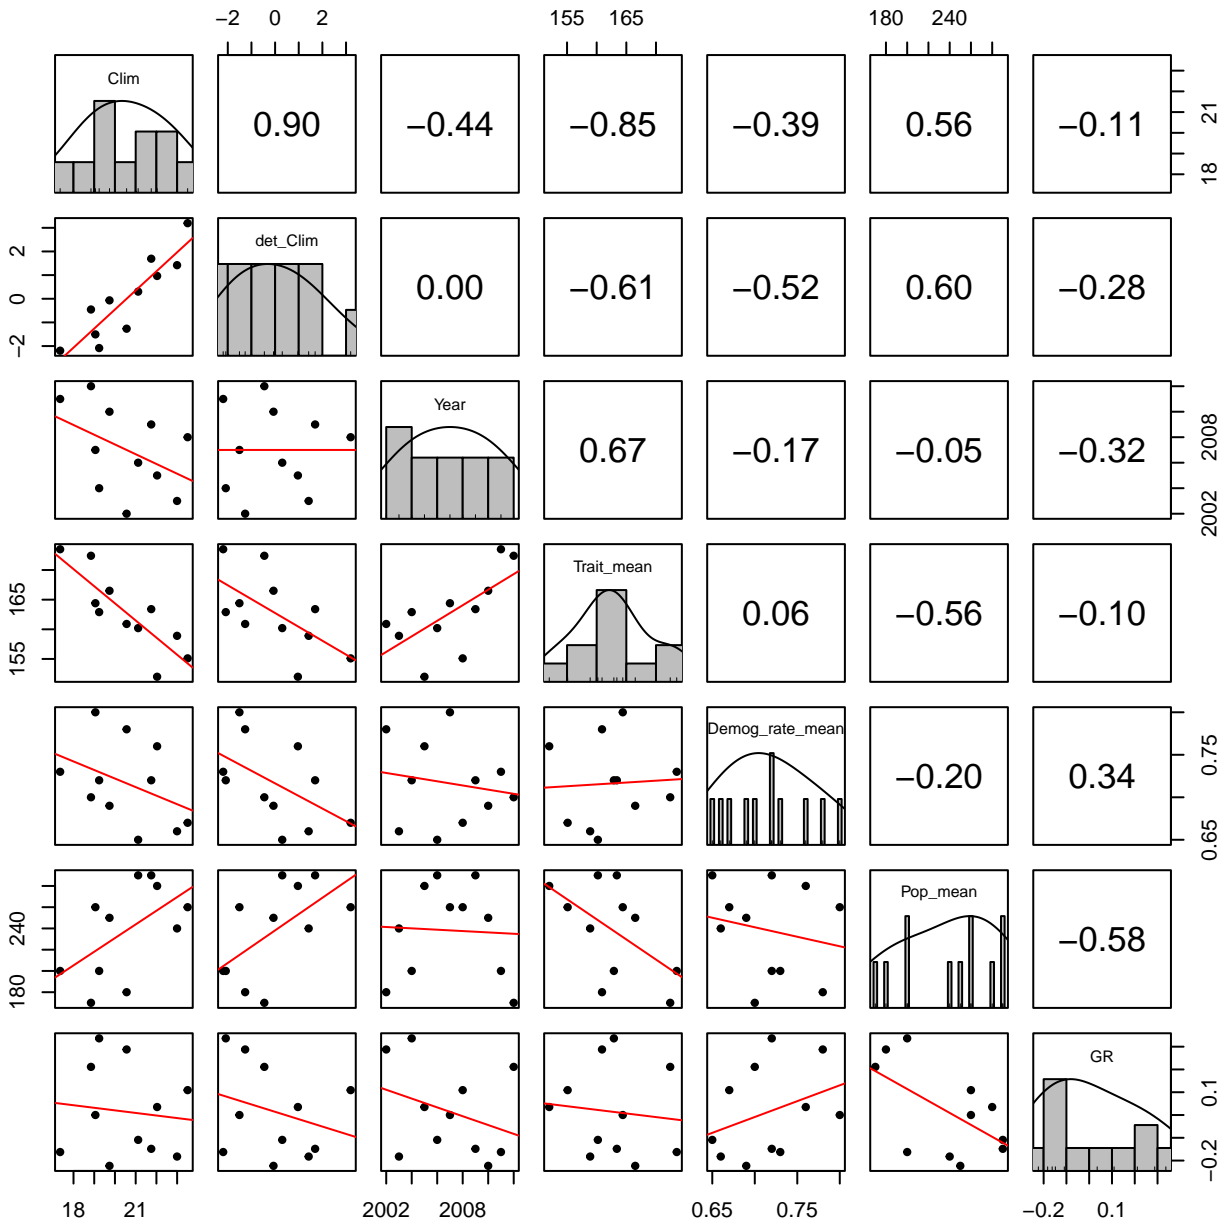 −2 0 2 155 165 180 240
Clim
0.90 −0.44 −0.85 −0.39 0.56 −0.11
18 21
−2 0 2
det_Clim
0.00 −0.61 −0.52 0.60 −0.28
Year
0.67 −0.17 −0.05 −0.32
2002 2008
155 165
Trait_mean
0.06 −0.56 −0.10
Demog_rate_mean
−0.20 0.34
0.65 0.75
180 240
Pop_mean
−0.58
GR
−0.2 0.1
18 21 2002 2008 0.65 0.75 −0.2 0.1